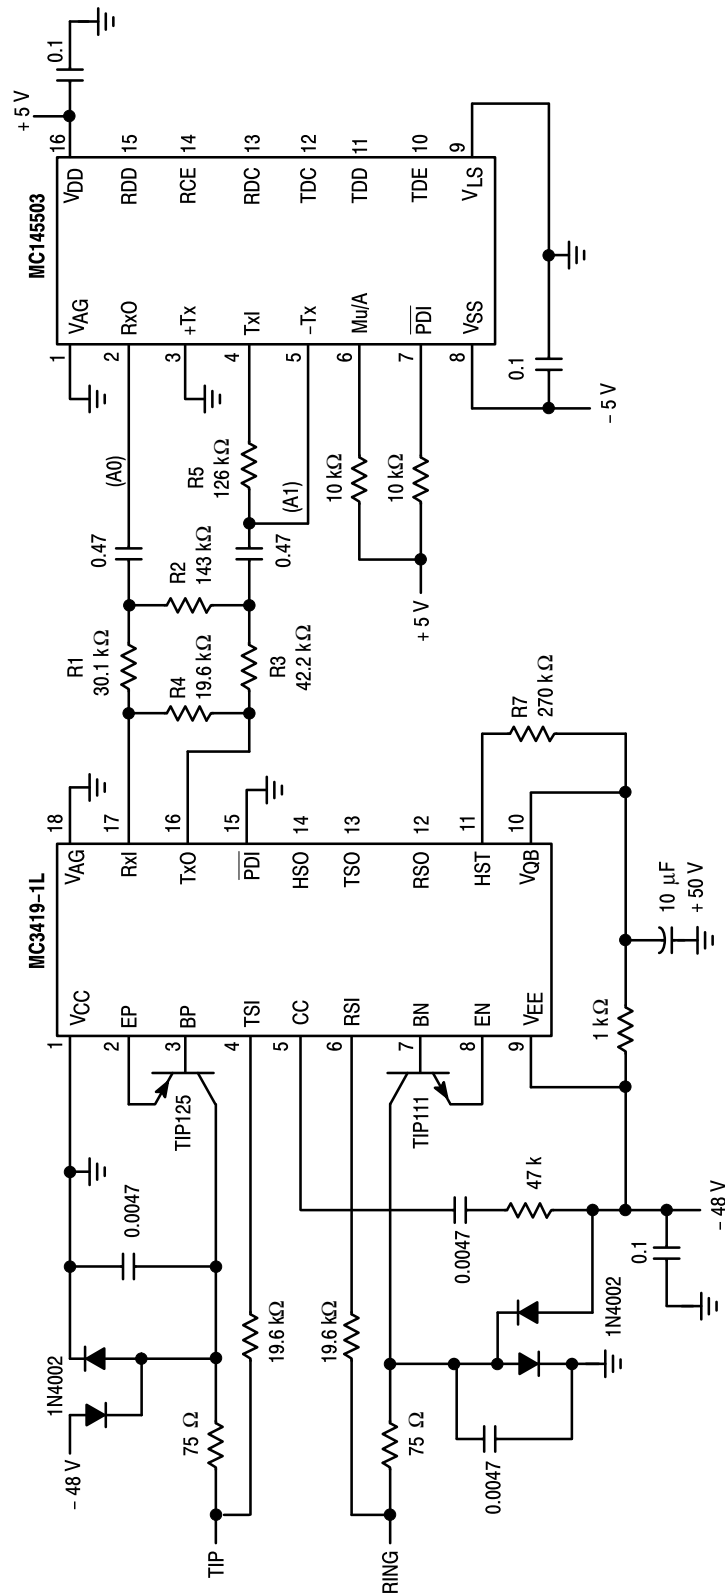 TIP
RING
– 48 V
1N4002
75 Ω
0.0047
19.6 kΩ
TIP125
19.6 kΩ
75 Ω
0.0047
1N4002
TIP111
0.0047
47 k
0.1
– 48 V
1 kΩ
10 μF
+ 50 V
MC3419-1L
1
VCC
2
EP
3
BP
4
TSI
5
CC
6
RSI
7
BN
8
EN
9
VEE
18
VAG
17
RxI
16
TxO
15
PDI
14
HSO
13
TSO
12
RSO
11
HST
10
VQB
R7
270 kΩ
R1
30.1 kΩ
R4
19.6 kΩ
R3
42.2 kΩ
R2
143 kΩ
0.47
0.47
(A0)
R5
126 kΩ
(A1)
10 kΩ
10 kΩ
+ 5 V
MC145503
1
VAG
2
RxO
3
+Tx
4
TxI
5
-Tx
6
Mu/A
7
PDI
8
VSS
16
VDD
15
RDD
14
RCE
13
RDC
12
TDC
11
TDD
10
TDE
9
VLS
+ 5 V
0.1
0.1
– 5 V